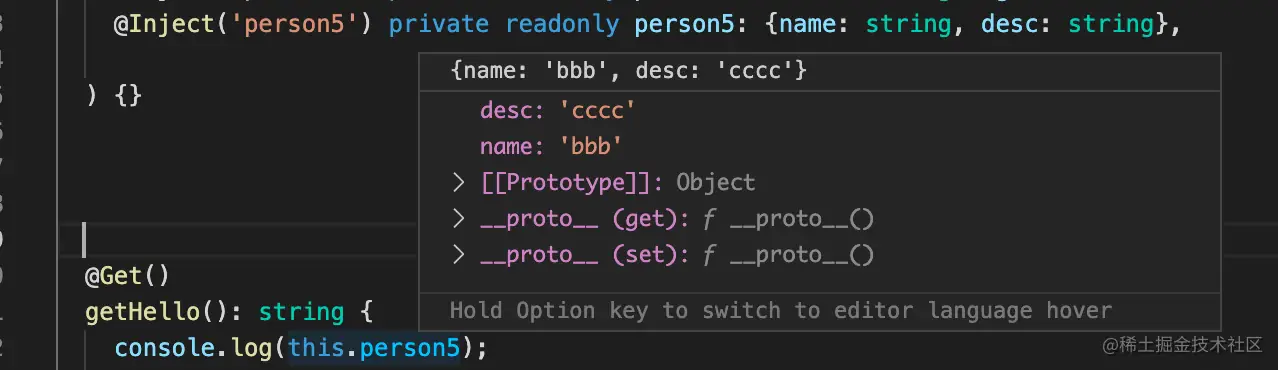 @Inject('person5') private readonly person5: {name: string, desc: string},
{name: 'bbb', desc: 'cccc'}
desc: 'cccc'
) {}
name: 'bbb'
> [[Prototype]]: Object
> __proto__ (get): ƒ __proto__()
> __proto__ (set): ƒ __proto__()
@Get()
Hold Option key to switch to editor language hover
getHello(): string {
console.log(this.person5);
@稀土掘金技术社区